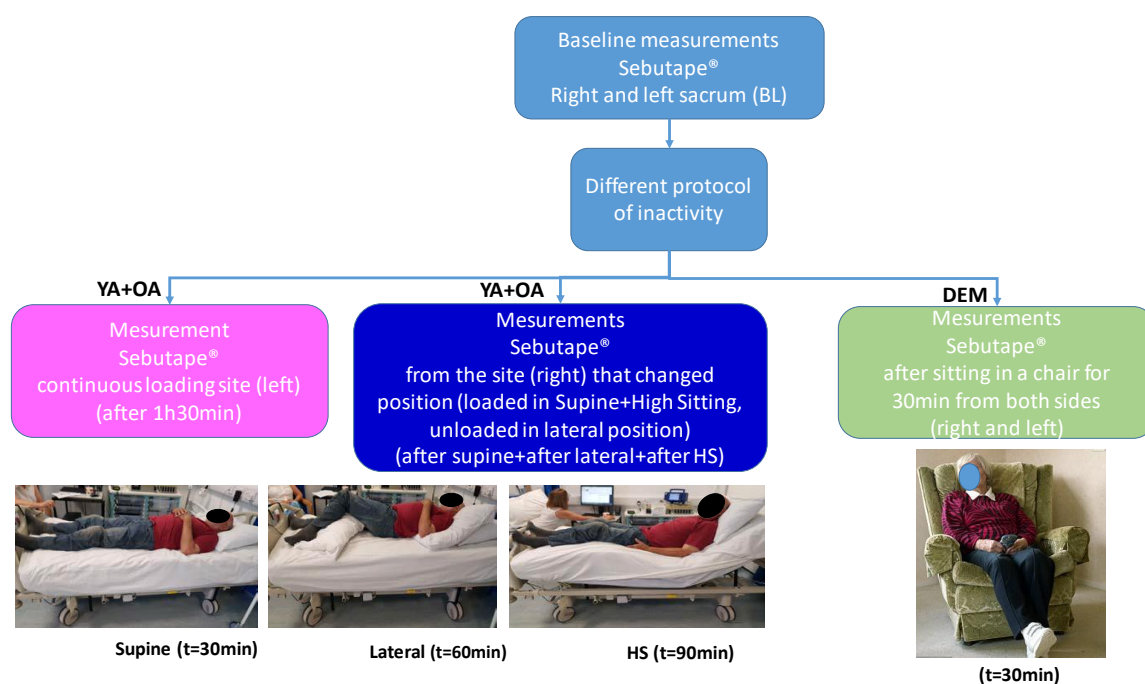 Baseline measurements
Sebutape®
Right and left sacrum (BL)
Different protocol
of inactivity
YA+OA
YA+OA
DEM
Mesurement
Sebutape®
continuous loading site (left)
(after 1h30min)
Mesurements
Sebutape®
from the site (right) that changed
position (loaded in Supine+High Sitting,
unloaded in lateral position)
(after supine+after lateral+after HS)
Mesurements
Sebutape®
after sitting in a chair for
30min from both sides
(right and left)
Supine (t=30min)
Lateral (t=60min)
HS (t=90min)
(t=30min)